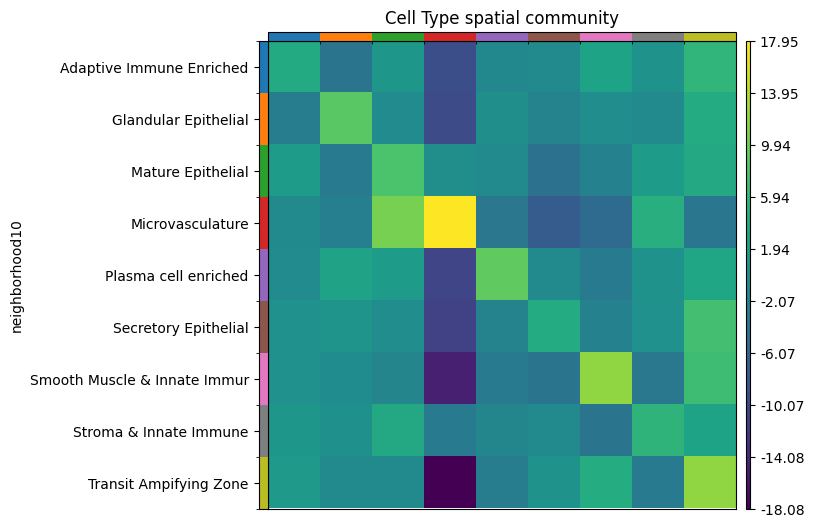 Cell Type spatial community
neighborhood10
Adaptive Immune Enriched
Glandular Epithelial
Mature Epithelial
Microvasculature
Plasma cell enriched
Secretory Epithelial
Smooth Muscle & Innate Immur
Stroma & Innate Immune
Transit Ampifying Zone
17.95
13.95
9.94
5.94
1.94
-2.07
-6.07
-10.07
-14.08
-18.08